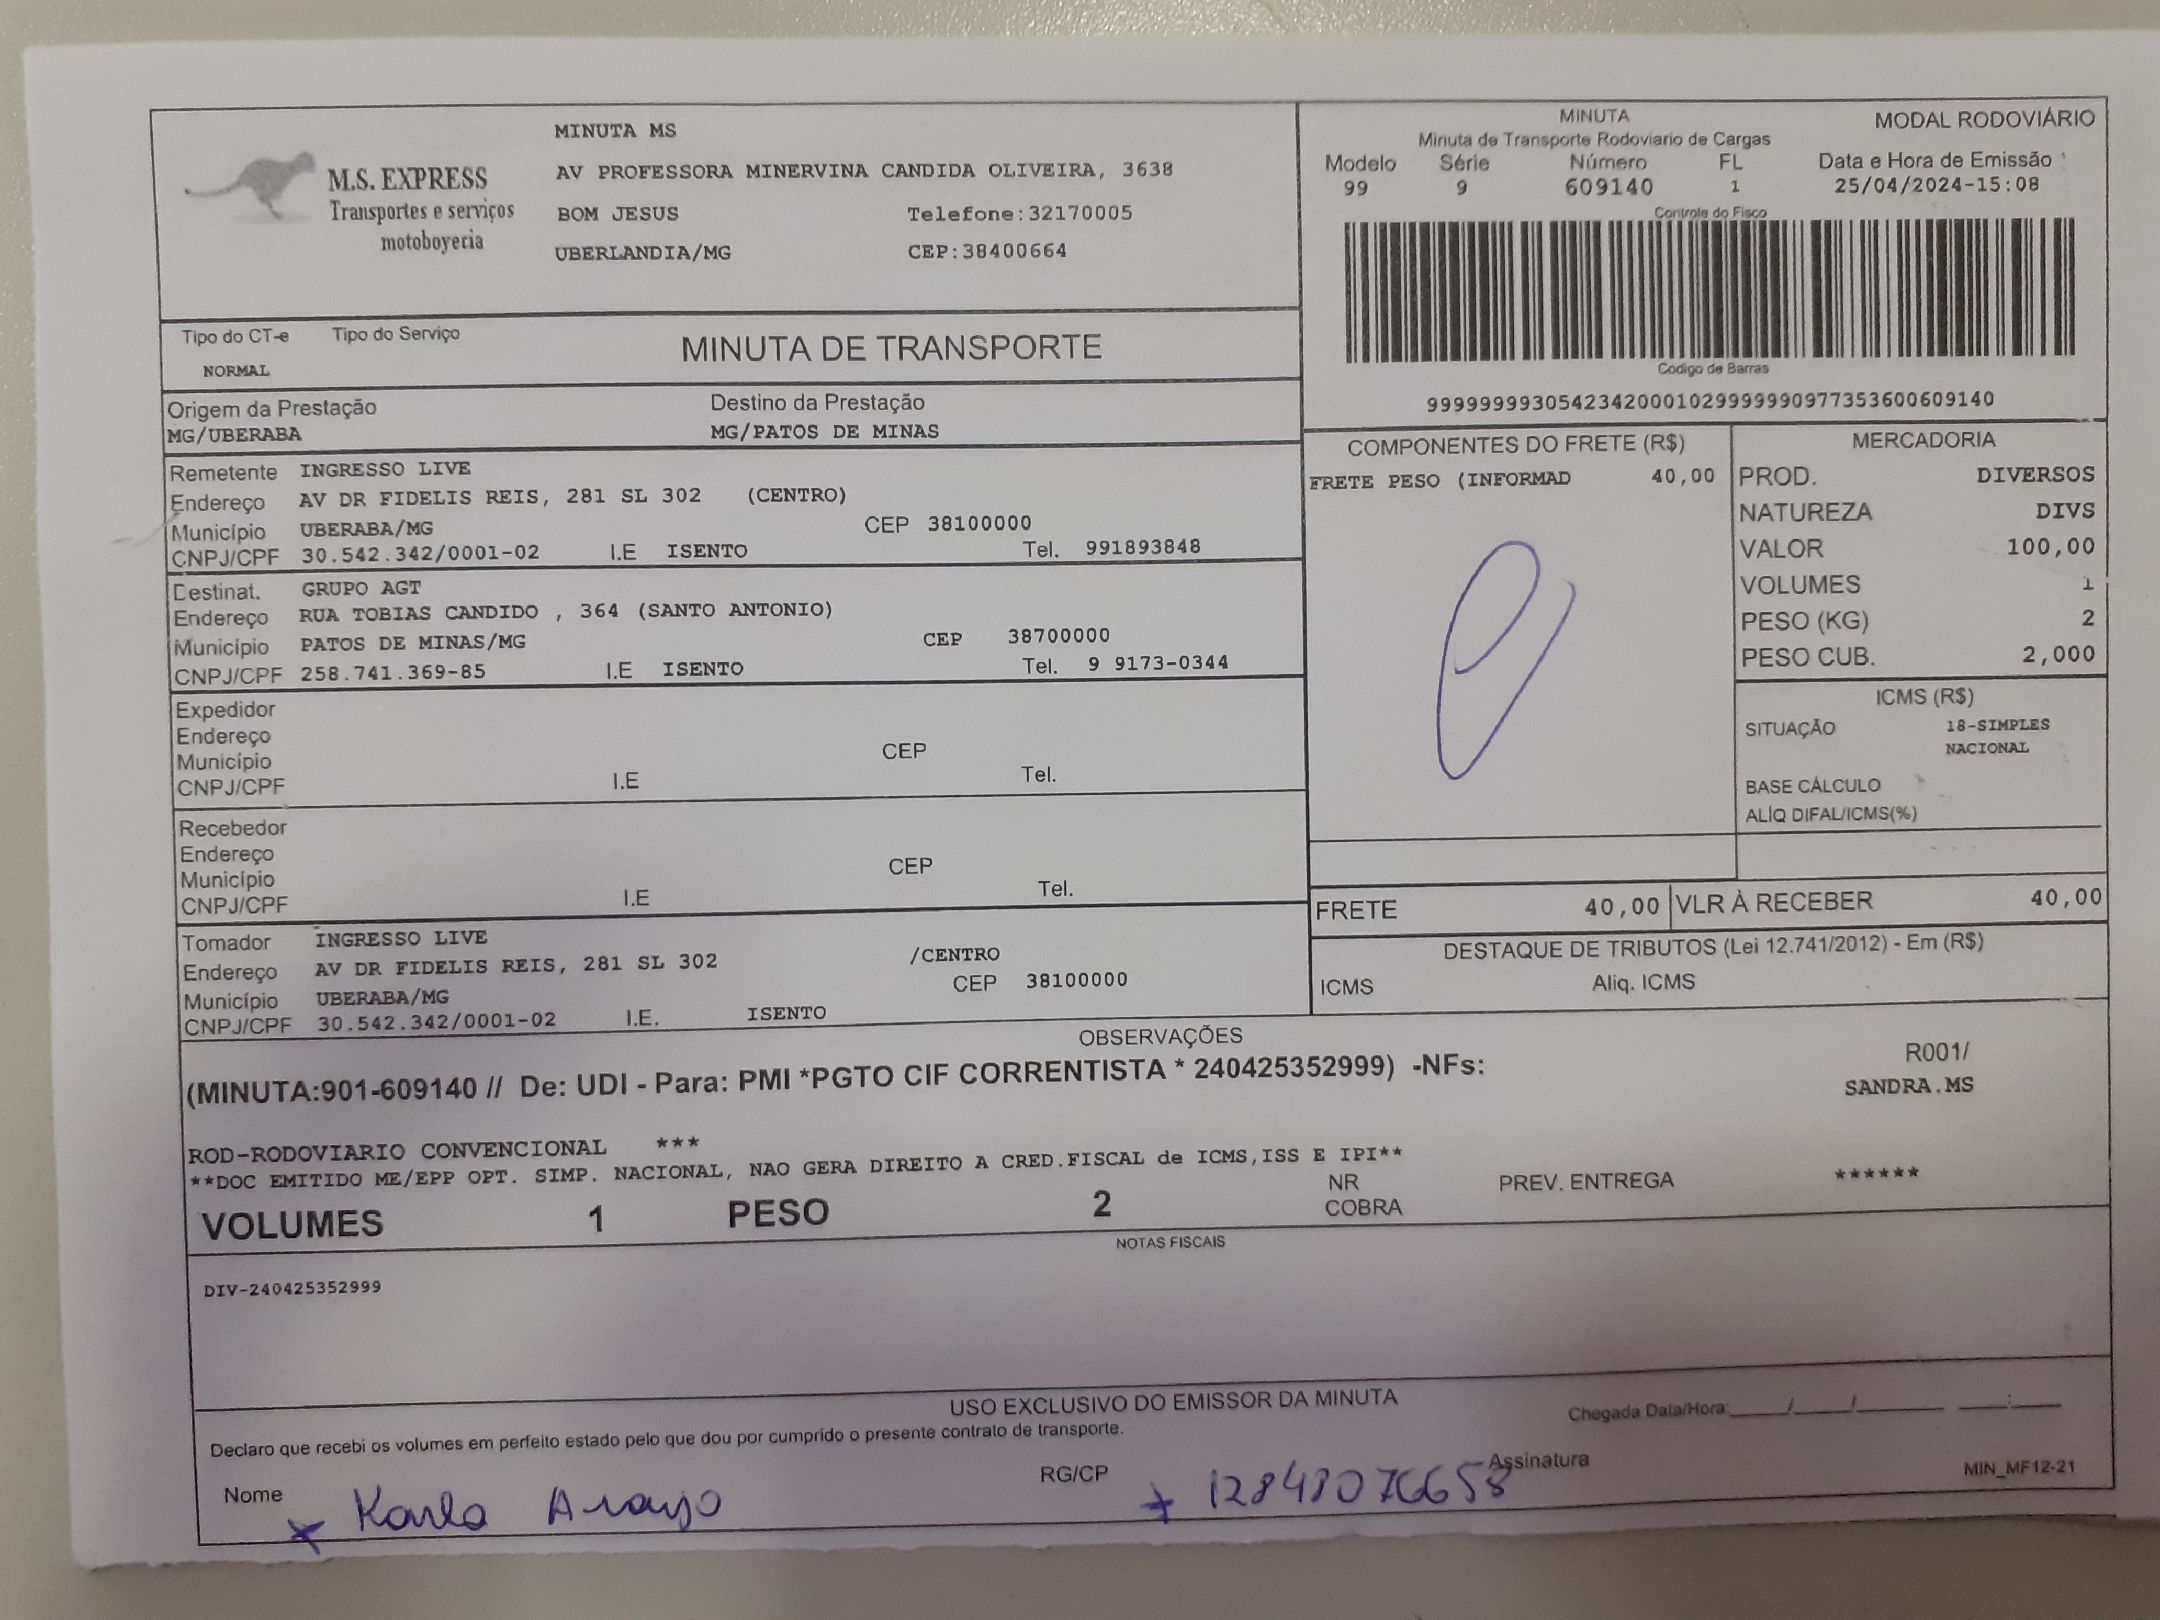 M.S. EXPRESS
Transportes e serviços
motoboyeria
MINUTA MS
AV PROFESSORA MINERVINA CANDIDA OLIVEIRA, 3638
BOM JESUS Telefone:32170005
UBERLANDIA/MG CEP:38400664
MINUTA MODAL RODOVIÁRIO
Minuta de Transporte Rodoviario de Cargas
Modelo Série Número FL Data e Hora de Emissão
99 9 609140 1 25/04/2024-15:08
Controle do Fisco
Codigo de Barras
99999999305423420001029999999097735360060914​0
Tipo do CT-e Tipo do Serviço
NORMAL
MINUTA DE TRANSPORTE
Origem da Prestação Destino da Prestação
MG/UBERABA MG/PATOS DE MINAS
Remetente INGRESSO LIVE
Endereço AV DR FIDELIS REIS, 281 SL 302 (CENTRO)
Município UBERABA/MG CEP 38100000
CNPJ/CPF 30.542.342/0001-02 I.E ISENTO Tel. 991893848
Destinat. GRUPO AGT
Endereço RUA TOBIAS CANDIDO , 364 (SANTO ANTONIO)
Município PATOS DE MINAS/MG CEP 38700000
CNPJ/CPF 258.741.369-85 I.E ISENTO Tel. 9 9173-0344
Expedidor
Endereço
Município CEP
CNPJ/CPF I.E Tel.
Recebedor
Endereço
Município CEP
CNPJ/CPF I.E Tel.
Tomador INGRESSO LIVE
Endereço AV DR FIDELIS REIS, 281 SL 302 /CENTRO
Município UBERABA/MG CEP 38100000
CNPJ/CPF 30.542.342/0001-02 I.E. ISENTO
COMPONENTES DO FRETE (R$)
FRETE PESO (INFORMAD 40,00
MERCADORIA
PROD. DIVERSOS
NATUREZA DIVS
VALOR 100,00
VOLUMES 1
PESO (KG) 2
PESO CUB. 2,000
ICMS (R$)
SITUAÇÃO 18-SIMPLES
NACIONAL
BASE CÁLCULO
ALÍQ DIFAL/ICMS(%)
FRETE 40,00 VLR À RECEBER 40,00
DESTAQUE DE TRIBUTOS (Lei 12.741/2012) - Em (R$)
ICMS Aliq. ICMS
OBSERVAÇÕES
(MINUTA:901-609140 // De: UDI - Para: PMI *PGTO CIF CORRENTISTA * 240425352999) -NFs:
R001/
SANDRA.MS
ROD-RODOVIARIO CONVENCIONAL ***
**DOC EMITIDO ME/EPP OPT. SIMP. NACIONAL, NAO GERA DIREITO A CRED.FISCAL de ICMS,ISS E IPI**
VOLUMES 1 PESO 2 NR
COBRA PREV. ENTREGA ******
NOTAS FISCAIS
DIV-240425352999
USO EXCLUSIVO DO EMISSOR DA MINUTA
Chegada Data/Hora:____/____/______ ___:___
Declaro que recebi os volumes em perfeito estado pelo que dou por cumprido o presente contrato de transporte.
Nome Karla Araujo RG/CP 12848076658 Assinatura MIN_MF12-21